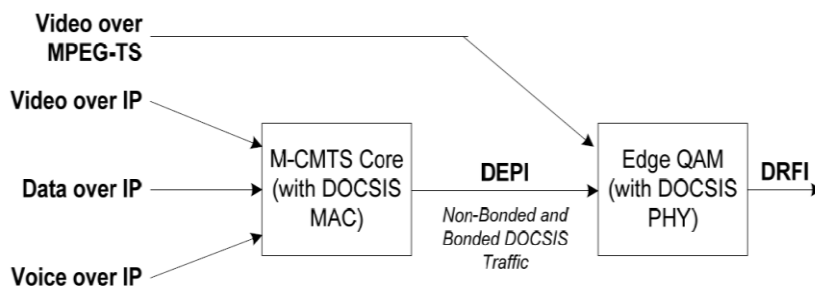 Video over
MPEG-TS
Video over IP
Data over IP
Voice over IP
M-CMTS Core
(with DOCSIS
MAC)
DEPI
Non-Bonded and
Bonded DOCSIS
Traffic
Edge QAM
(with DOCSIS
PHY)
DRFI